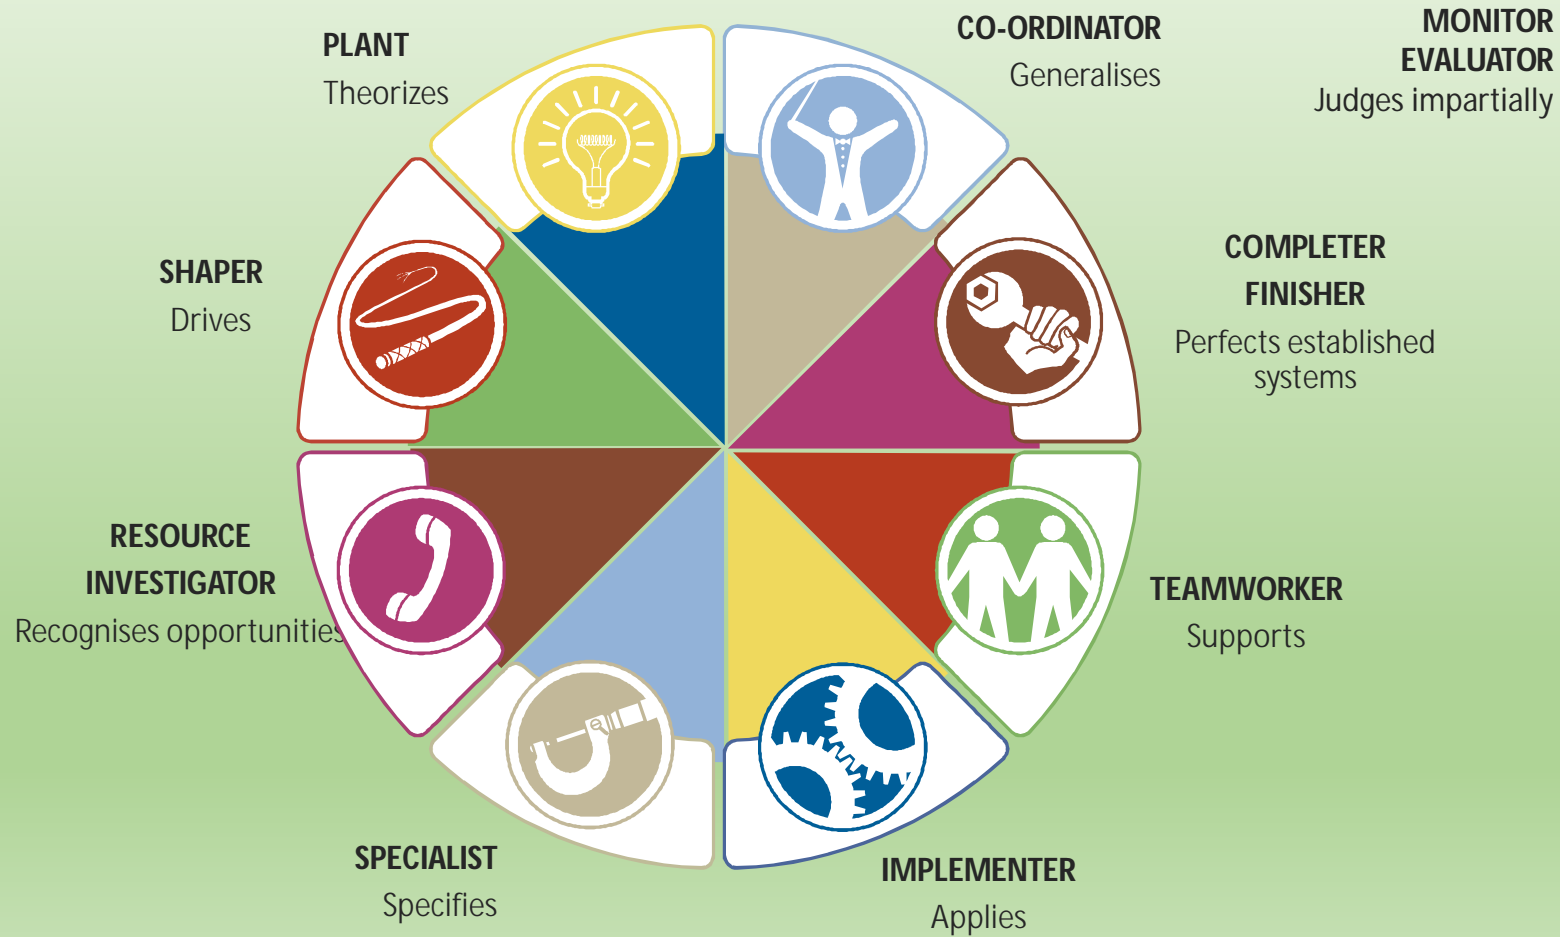 PLANT
Theorizes
CO-ORDINATOR
Generalises
MONITOR
EVALUATOR
Judges impartially
SHAPER
Drives
COMPLETER
FINISHER
Perfects established
systems
RESOURCE
INVESTIGATOR
Recognises opportunities
TEAMWORKER
Supports
SPECIALIST
Specifies
IMPLEMENTER
Applies